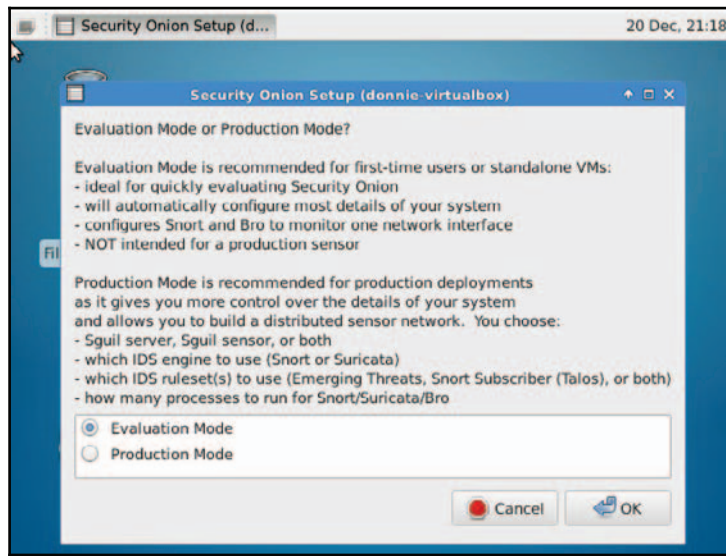 Security Onion Setup (d...
20 Dec, 21:18
Security Onion Setup (donnie-virtualbox)
Evaluation Mode or Production Mode?
Evaluation Mode is recommended for first-time users or standalone VMs:
- ideal for quickly evaluating Security Onion
- will automatically configure most details of your system
- configures Snort and Bro to monitor one network interface
- NOT intended for a production sensor
Fil
Production Mode is recommended for production deployments
as it gives you more control over the details of your system
and allows you to build a distributed sensor network.  You choose:
- Sguil server, Sguil sensor, or both
- which IDS engine to use (Snort or Suricata)
- which IDS ruleset(s) to use (Emerging Threats, Snort Subscriber (Talos), or both)
- how many processes to run for Snort/Suricata/Bro
Evaluation Mode
Production Mode
Cancel
OK